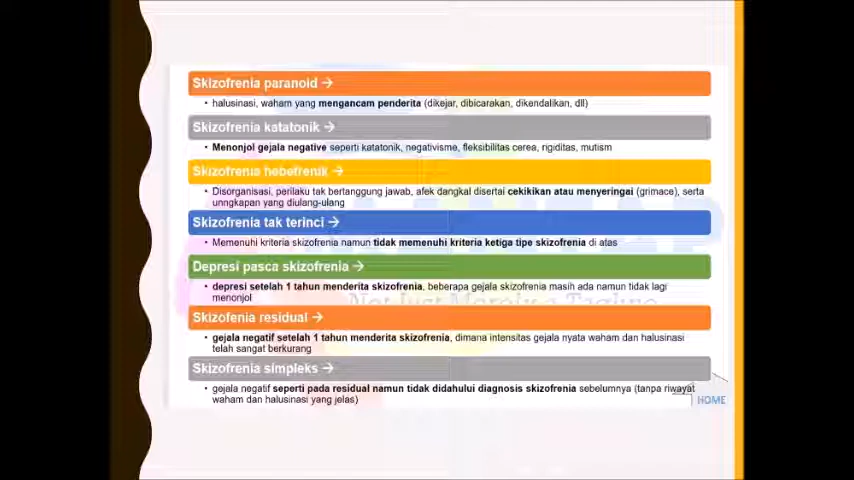 Skizofrenia paranoid →
• halusinasi, waham yang mengancam penderita (dikejar, dibicarakan, dikendalikan, dll)
Skizofrenia katatonik →
• Menonjol gejala negative seperti katatonik, negativisme, fleksibilitas cerea, rigiditas, mutism
Skizofrenia hebefrenik →
• Disorganisasi, perilaku tak bertanggung jawab, afek dangkal disertai cekikikan atau menyeringai (grimace), serta
unngkapan yang diulang-ulang
Skizofrenia tak terinci →
• Memenuhi kriteria skizofrenia namun tidak memenuhi kriteria ketiga tipe skizofrenia di atas
Depresi pasca skizofrenia →
• depresi setelah 1 tahun menderita skizofrenia, beberapa gejala skizofrenia masih ada namun tidak lagi
menonjol
Not Just Merely a Tagline
Skizofenia residual →
• gejala negatif setelah 1 tahun menderita skizofrenia, dimana intensitas gejala nyata waham dan halusinasi
telah sangat berkurang
Skizofrenia simpleks →
• gejala negatif seperti pada residual namun tidak didahului diagnosis skizofrenia sebelumnya (tanpa riwayat
waham dan halusinasi yang jelas)
HOME